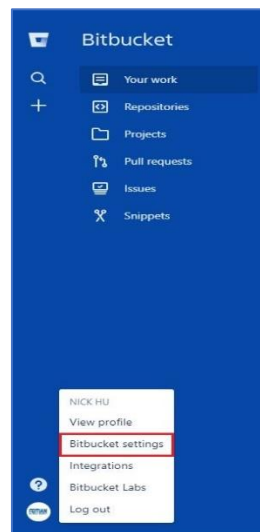 Bitbucket
Your work
Repositories
Projects
Pull requests
Issues
Snippets
NICK HU
View profile
Bitbucket settings
Integrations
Bitbucket Labs
Log out
?